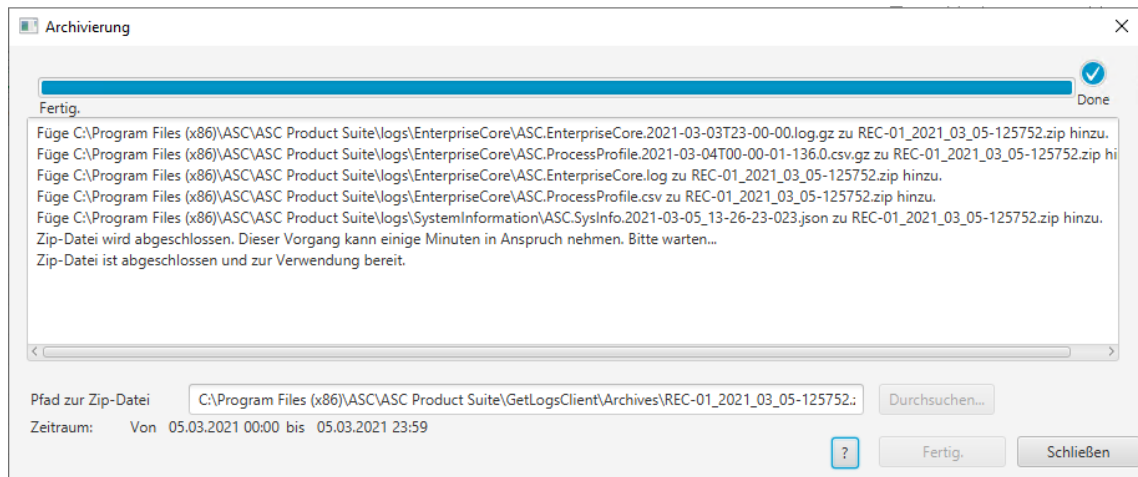 Archivierung
Done
Fertig.
Füge C:\Program Files (x86)\ASC\ASC Product Suite\logs\EnterpriseCore\ASC.EnterpriseCore.2021-03-03T23-00-00.log.gz zu REC-01_2021_03_05-125752.zip hinzu.
Füge C:\Program Files (x86)\ASC\ASC Product Suite\logs\EnterpriseCore\ASC.ProcessProfile.2021-03-04T00-00-01-136.0.csv.gz zu REC-01_2021_03_05-125752.zip hi
Füge C:\Program Files (x86)\ASC\ASC Product Suite\logs\EnterpriseCore\ASC.EnterpriseCore.log zu REC-01_2021_03_05-125752.zip hinzu.
Füge C:\Program Files (x86)\ASC\ASC Product Suite\logs\EnterpriseCore\ASC.ProcessProfile.csv zu REC-01_2021_03_05-125752.zip hinzu.
Füge C:\Program Files (x86)\ASC\ASC Product Suite\logs\SystemInformation\ASC.SysInfo.2021-03-05_13-26-23-023.json zu REC-01_2021_03_05-125752.zip hinzu.
Zip-Datei wird abgeschlossen. Dieser Vorgang kann einige Minuten in Anspruch nehmen. Bitte warten...
Zip-Datei ist abgeschlossen und zur Verwendung bereit.
Pfad zur Zip-Datei C:\Program Files (x86)\ASC\ASC Product Suite\GetLogsClient\Archives\REC-01_2021_03_05-125752.: Durchsuchen...
Zeitraum: Von 05.03.2021 00:00 bis 05.03.2021 23:59
? Fertig. Schließen